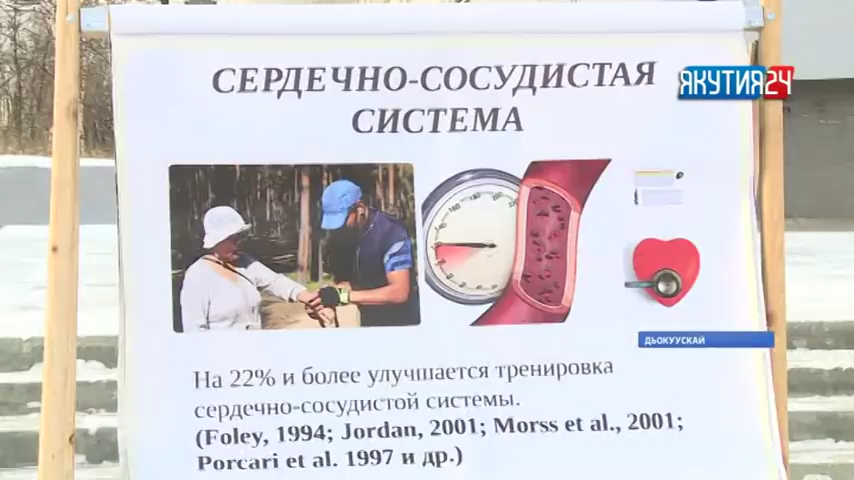 СЕРДЕЧНО-СОСУДИСТАЯ
СИСТЕМА
ЯКУТИЯ24
ДЬОКУУСКАЙ
На 22% и более улучшается тренировка
сердечно-сосудистой системы.
(Foley, 1994; Jordan, 2001; Morss et al., 2001;
Porcari et al. 1997 и др.)